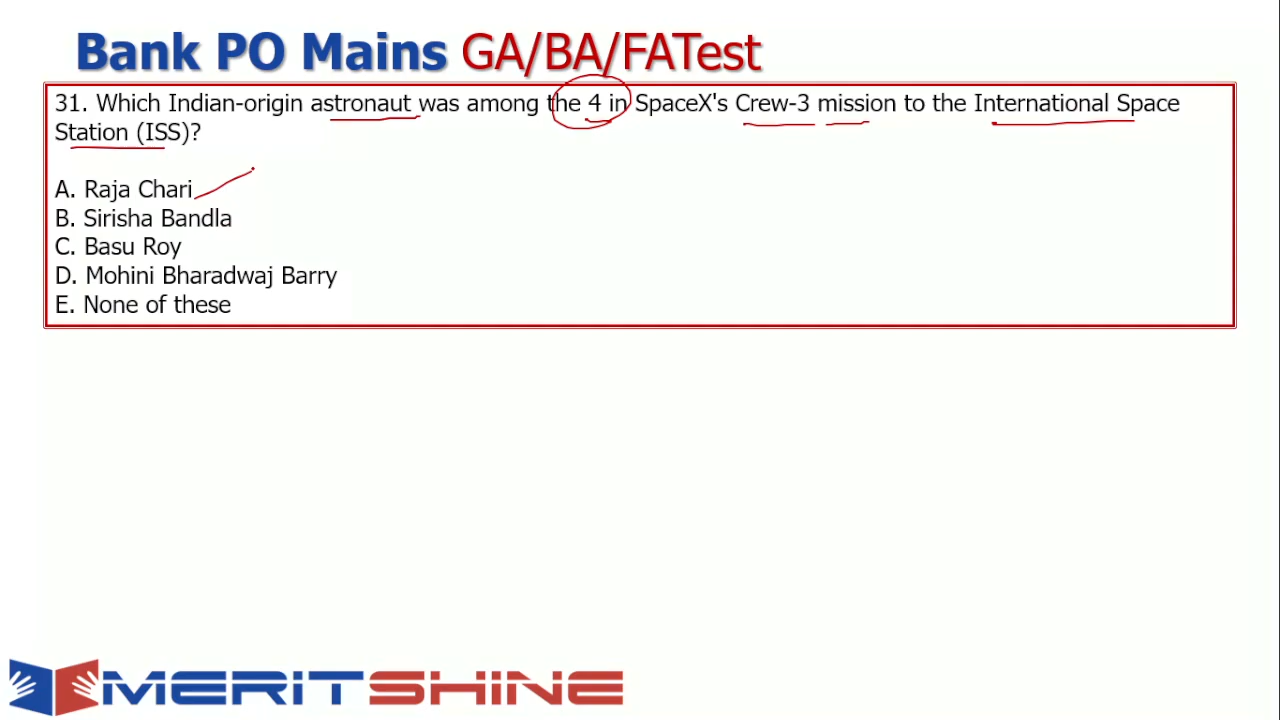 Bank PO Mains GA/BA/FATest
31. Which Indian-origin astronaut was among the 4 in SpaceX's Crew-3 mission to the International Space
Station (ISS)?
A. Raja Chari
B. Sirisha Bandla
C. Basu Roy
D. Mohini Bharadwaj Barry
E. None of these
MERITSHINE